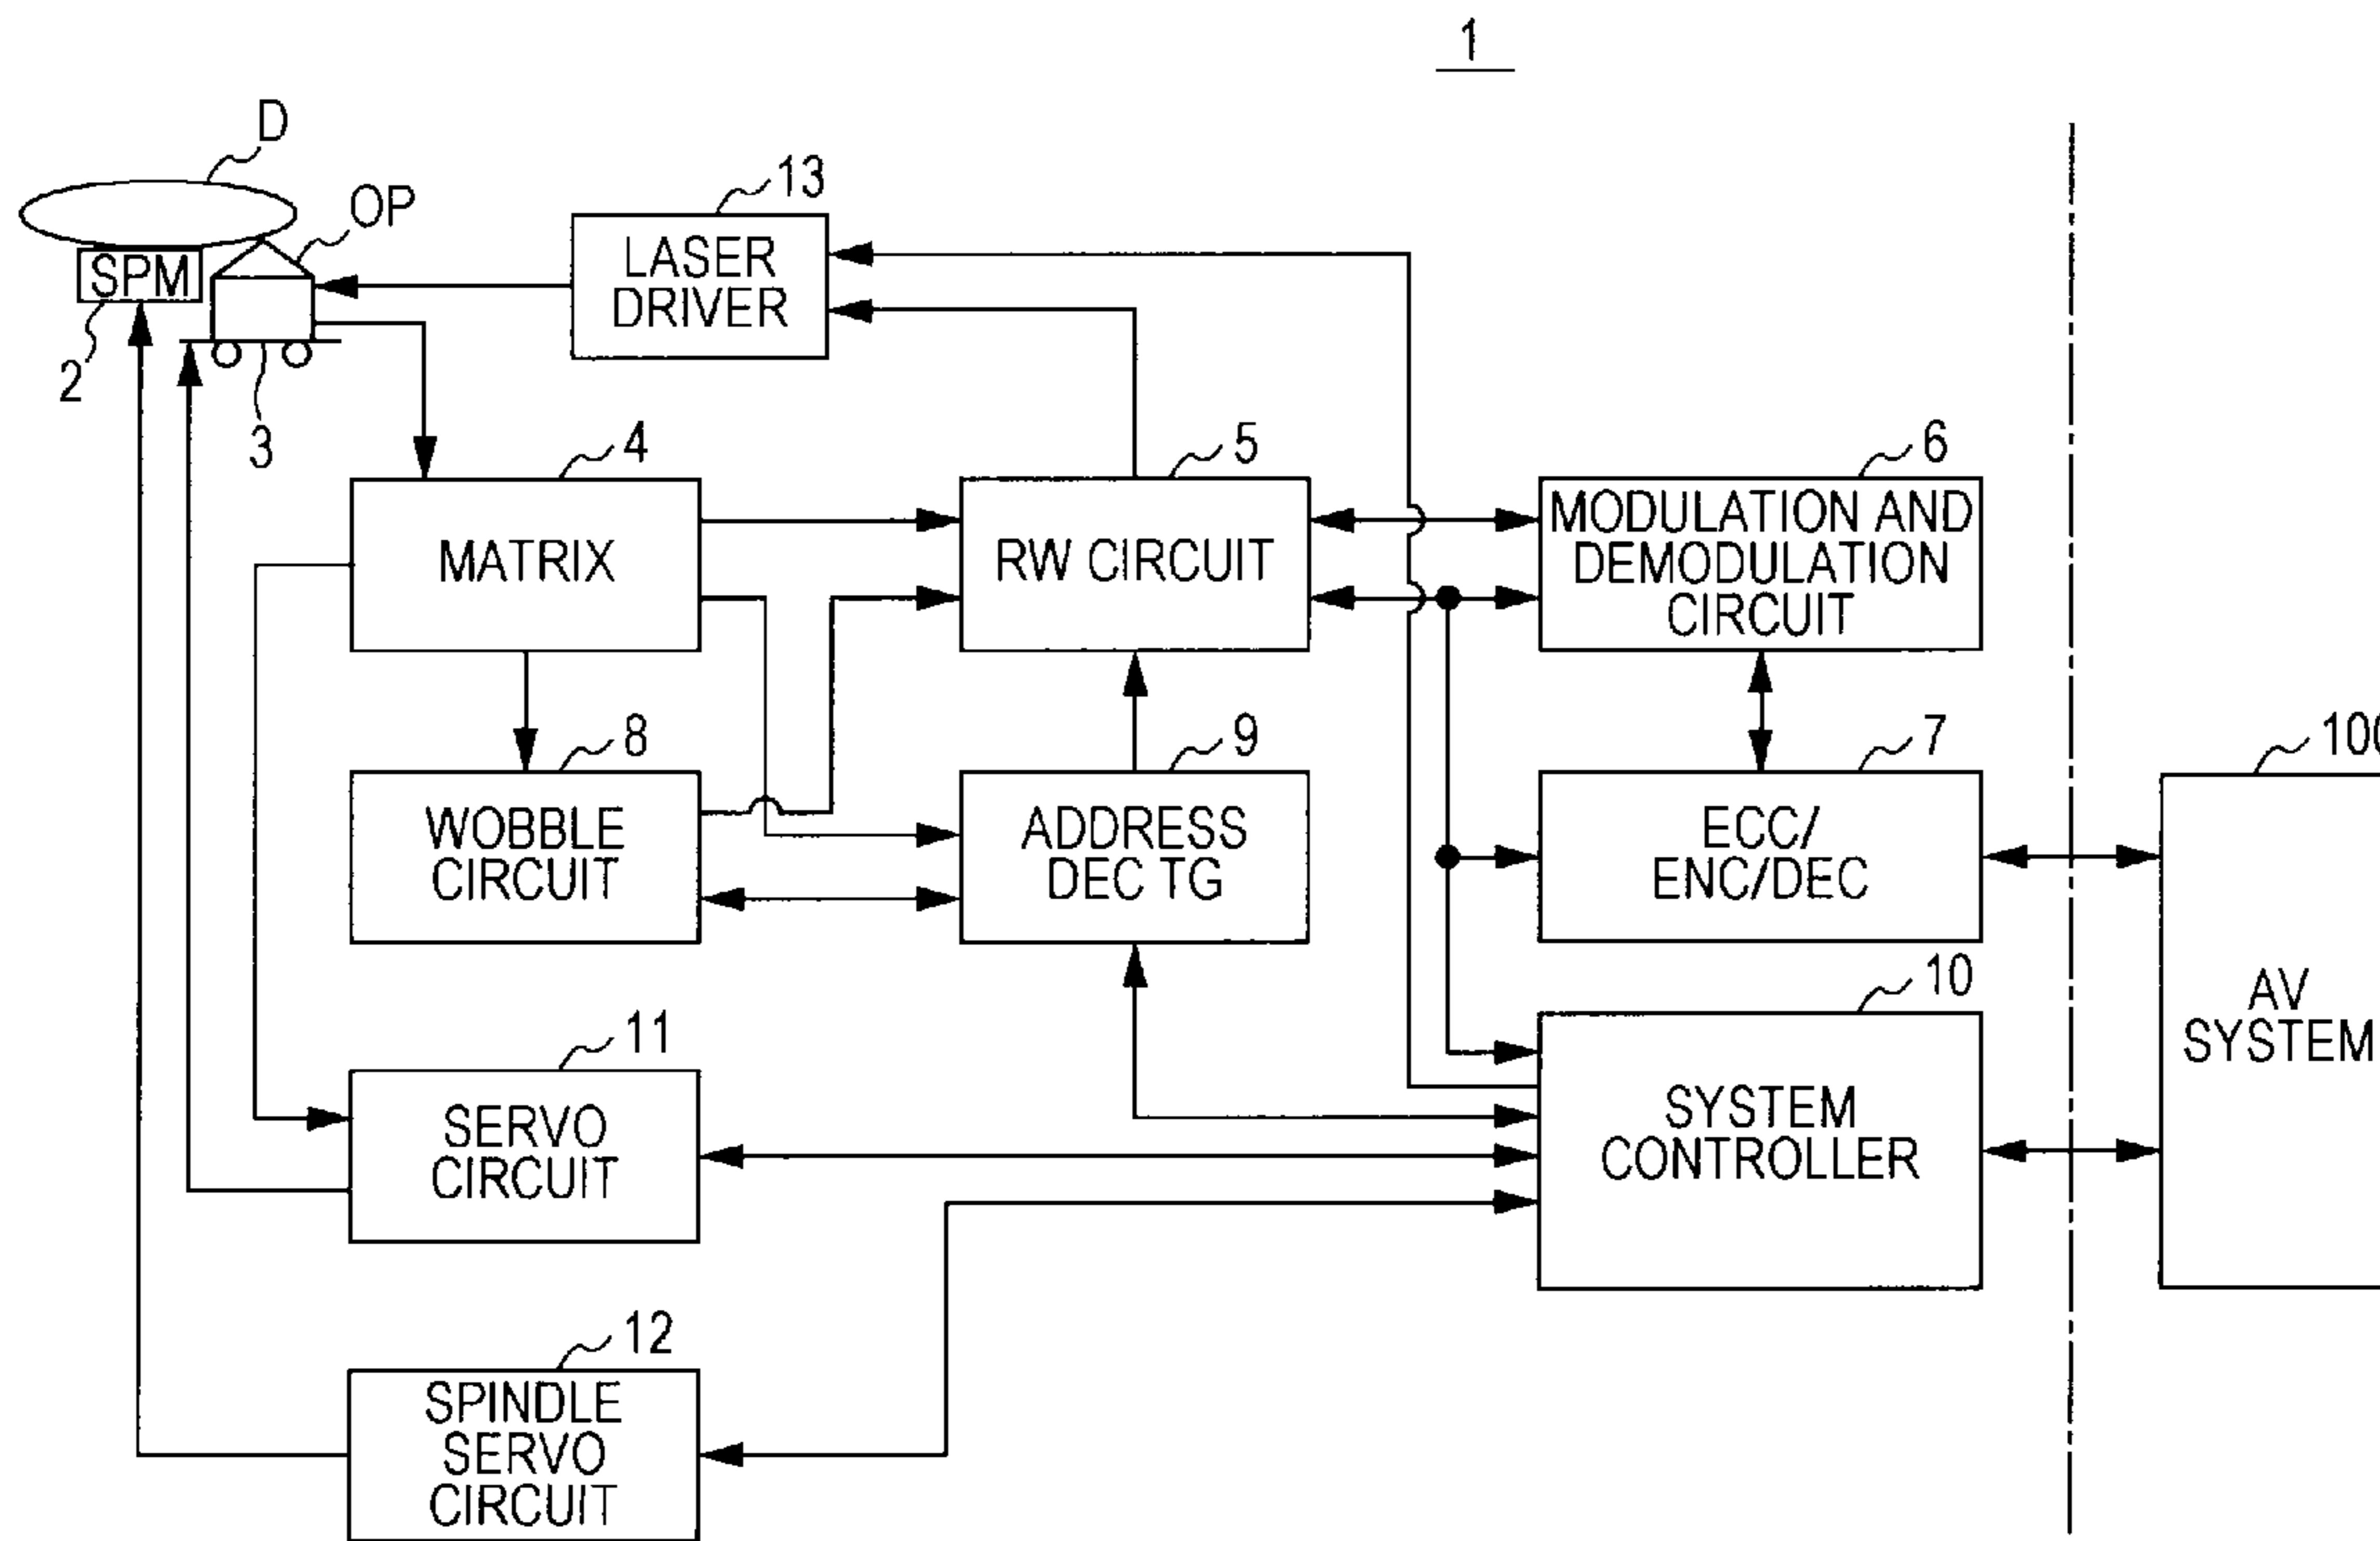 1
D
OP
13
SPM
LASER
DRIVER
2
3
4
5
6
MATRIX
RW CIRCUIT
MODULATION AND
DEMODULATION
CIRCUIT
8
9
7
100
WOBBLE
CIRCUIT
ADDRESS
DEC TG
ECC/
ENC/DEC
10
AV
SYSTEM
11
SERVO
CIRCUIT
SYSTEM
CONTROLLER
12
SPINDLE
SERVO
CIRCUIT